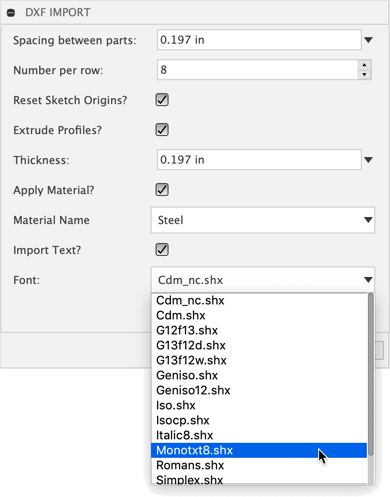 DXF IMPORT
Spacing between parts: 0.197 in
Number per row: 8
Reset Sketch Origins?
Extrude Profiles?
Thickness: 0.197 in
Apply Material?
Material Name Steel
Import Text?
Font: Cdm_nc.shx
Cdm_nc.shx
Cdm.shx
G12f13.shx
G13f12d.shx
G13f12w.shx
Geniso.shx
Geniso12.shx
Iso.shx
Isocp.shx
Italic8.shx
Monotxt8.shx
Romans.shx
Simplex.shx